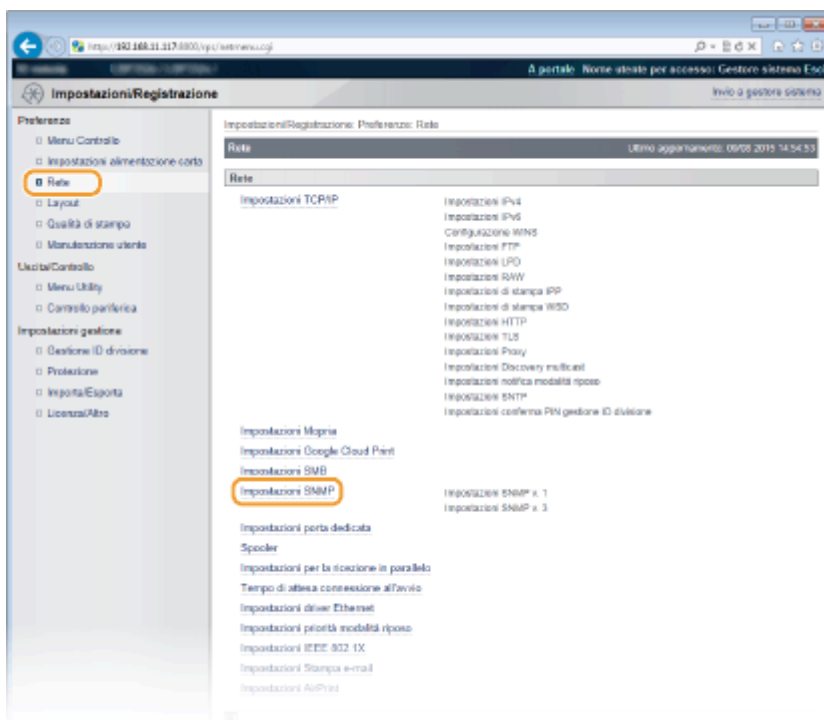 http://192.168.11.117:8000/rps/netmenu.cgi
A portale Nome utente per accesso: Gestore sistema Esci
Impostazioni/Registrazione
Invio a gestore sistema
Preferenze
Menu Controllo
Impostazioni alimentazione carta
Rete
Layout
Qualità di stampa
Manutenzione utente
Uscita/Controllo
Menu Utility
Controllo periferica
Impostazioni gestione
Gestione ID divisione
Protezione
Importa/Esporta
Licenza/Altro
Impostazioni/Registrazione: Preferenze: Rete
Rete
Ultimo aggiornamento: 09/06 2015 14:54:53
Rete
Impostazioni TCP/IP
Impostazioni IPv4
Impostazioni IPv6
Configurazione WINS
Impostazioni FTP
Impostazioni LPD
Impostazioni RAW
Impostazioni di stampa IPP
Impostazioni di stampa WSD
Impostazioni HTTP
Impostazioni TLS
Impostazioni Proxy
Impostazioni Discovery multicast
Impostazioni notifica modalità riposo
Impostazioni SNTP
Impostazioni conferma PIN gestione ID divisione
Impostazioni Mopria
Impostazioni Google Cloud Print
Impostazioni SMB
Impostazioni SNMP
Impostazioni SNMP v. 1
Impostazioni SNMP v. 3
Impostazioni porta dedicata
Spooler
Impostazioni per la ricezione in parallelo
Tempo di attesa connessione all'avvio
Impostazioni driver Ethernet
Impostazioni priorità modalità riposo
Impostazioni IEEE 802.1X
Impostazioni Stampa e-mail
Impostazioni AirPrint